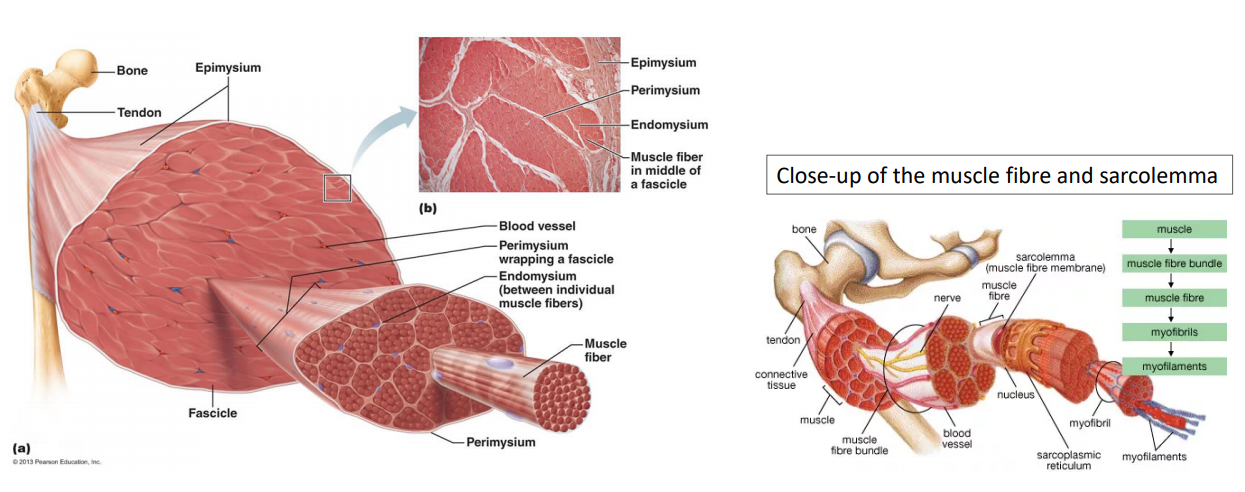 Bone
Epimysium
Tendon
Epimysium
Perimysium
Endomysium
Muscle fiber
in middle of
a fascicle
(b)
Blood vessel
Perimysium
wrapping a fascicle
Endomysium
(between individual
muscle fibers)
Muscle
fiber
Fascicle
Perimysium
(a)
© 2013 Pearson Education, Inc.
Close-up of the muscle fibre and sarcolemma
bone
sarcolemma
(muscle fibre membrane)
muscle
fibre
nerve
tendon
connective
tissue
muscle
muscle
fibre bundle
blood
vessel
nucleus
sarcoplasmic
reticulum
myofibril
myofilaments
muscle
muscle fibre bundle
muscle fibre
myofibrils
myofilaments